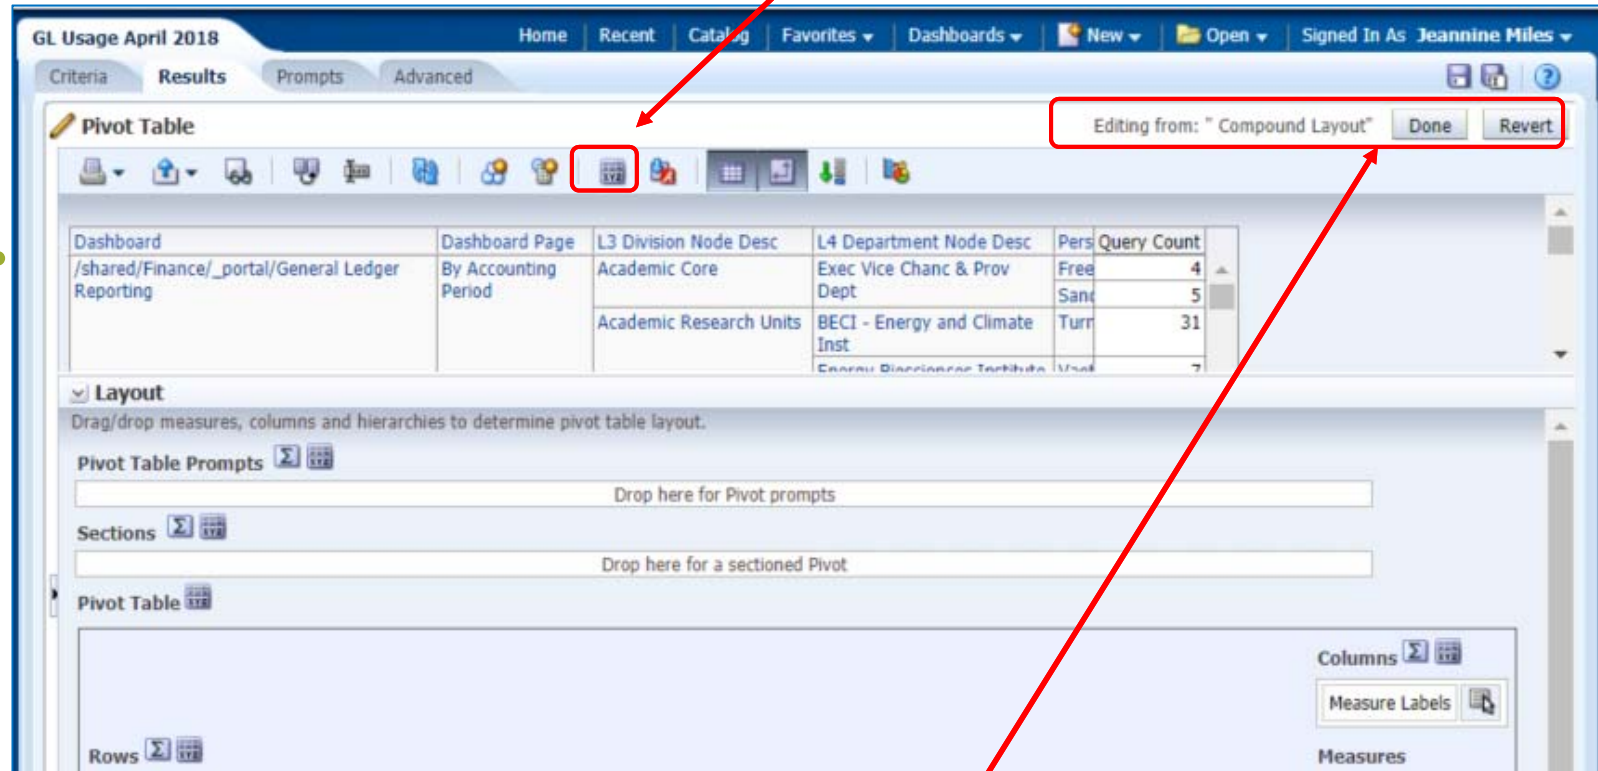 GL Usage April 2018
Home Recent Catalog Favorites Dashboards New Open Signed In As Jeannine Miles
Criteria Results Prompts Advanced
Pivot Table
Editing from: " Compound Layout" Done Revert
Dashboard Dashboard Page L3 Division Node Desc L4 Department Node Desc Pers Query Count
/shared/Finance/_portal/General Ledger By Accounting Academic Core Exec Vice Chanc & Prov Free 4
Reporting Period Dept Sand 5
Academic Research Units BECI - Energy and Climate Turr 31
Inst
Energy Biosciences Institute 7
Layout
Drag/drop measures, columns and hierarchies to determine pivot table layout.
Pivot Table Prompts
Drop here for Pivot prompts
Sections
Drop here for a sectioned Pivot
Pivot Table
Columns
Measure Labels
Rows
Measures